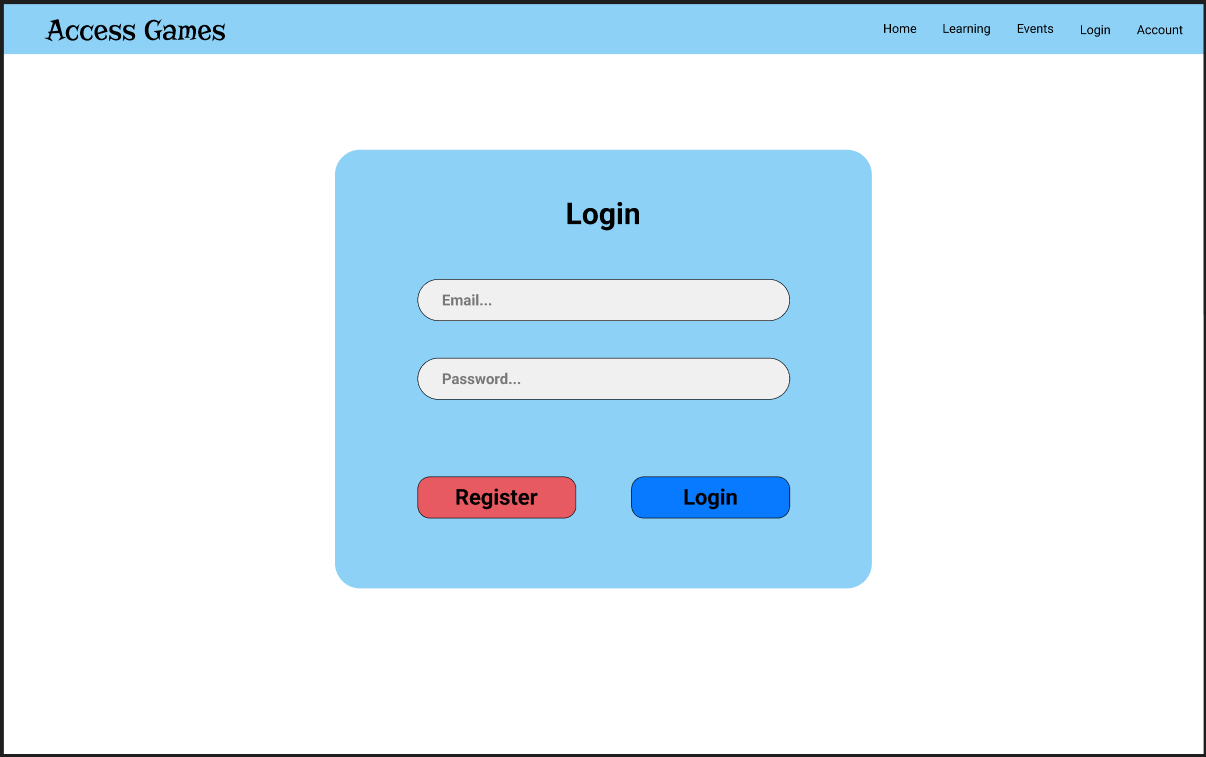 Access Games
Home Learning Events Login Account
Login
Email...
Password...
Register Login